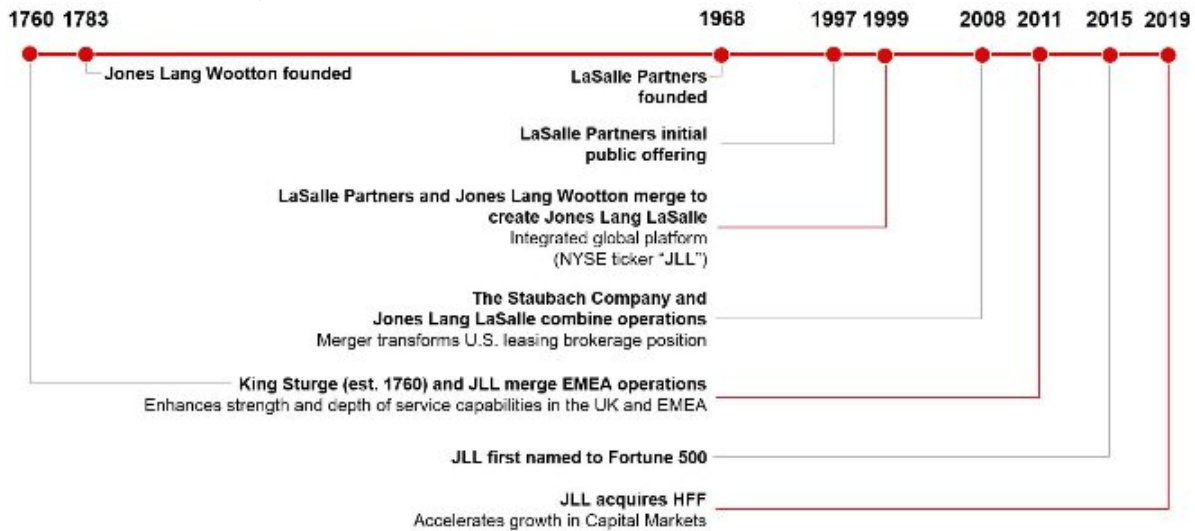 1760 1783 1968 1997 1999 2008 2011 2015 2019
Jones Lang Wootton founded
LaSalle Partners
founded
LaSalle Partners initial
public offering
LaSalle Partners and Jones Lang Wootton merge to
create Jones Lang LaSalle
Integrated global platform
(NYSE ticker “JLL”)
The Staubach Company and
Jones Lang LaSalle combine operations
Merger transforms U.S. leasing brokerage position
King Sturge (est. 1760) and JLL merge EMEA operations
Enhances strength and depth of service capabilities in the UK and EMEA
JLL first named to Fortune 500
JLL acquires HFF
Accelerates growth in Capital Markets